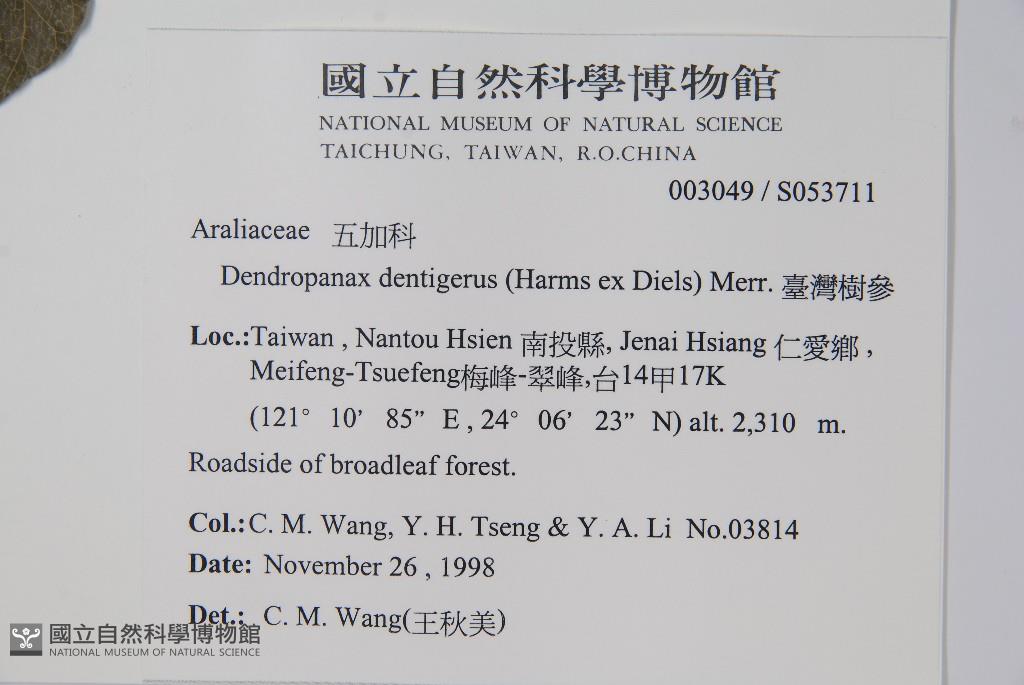 國立自然科學博物館
NATIONAL MUSEUM OF NATURAL SCIENCE
TAICHUNG, TAIWAN, R.O.CHINA
003049 / S053711
Araliaceae 五加科
Dendropanax dentigerus (Harms ex Diels) Merr. 臺灣樹參
Loc.:Taiwan , Nantou Hsien 南投縣, Jenai Hsiang 仁愛鄉 ,
Meifeng-Tsuefeng梅峰-翠峰,台14甲17K
(121° 10' 85" E , 24° 06' 23" N) alt. 2,310 m.
Roadside of broadleaf forest.
Col.:C. M. Wang, Y. H. Tseng & Y. A. Li No.03814
Date: November 26 , 1998
Det.: C. M. Wang(王秋美)
國立自然科學博物館
NATIONAL MUSEUM OF NATURAL SCIENCE